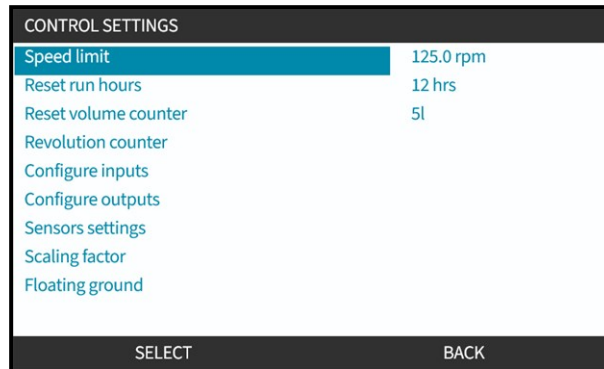 CONTROL SETTINGS
Speed limit 125.0 rpm
Reset run hours 12 hrs
Reset volume counter 5l
Revolution counter
Configure inputs
Configure outputs
Sensors settings
Scaling factor
Floating ground
SELECT BACK